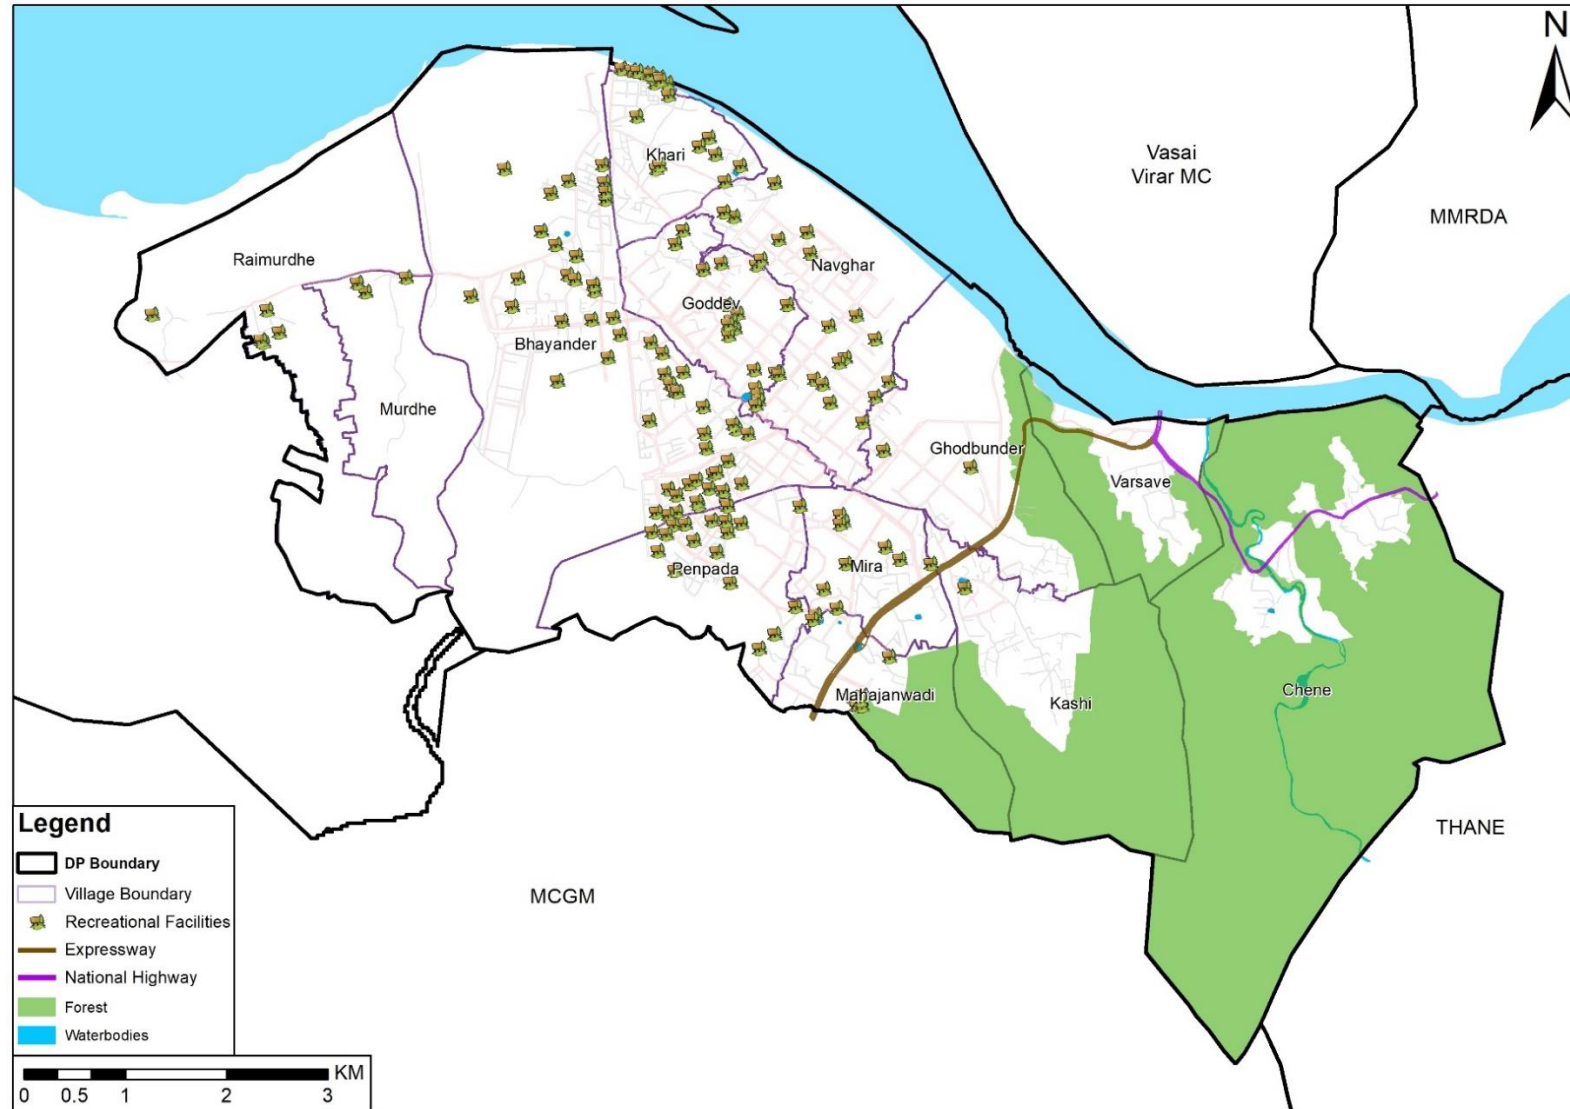 N
Vasai
Virar MC
MMRDA
Khari
Raimurdhe
Navghar
Goddev
Bhayander
Murdhe
Ghodbunder
Varsave
Penpada
Mira
Mahajanwadi
Kashi
Chene
THANE
MCGM
Legend
DP Boundary
Village Boundary
Recreational Facilities
Expressway
National Highway
Forest
Waterbodies
KM
0 0.5 1 2 3